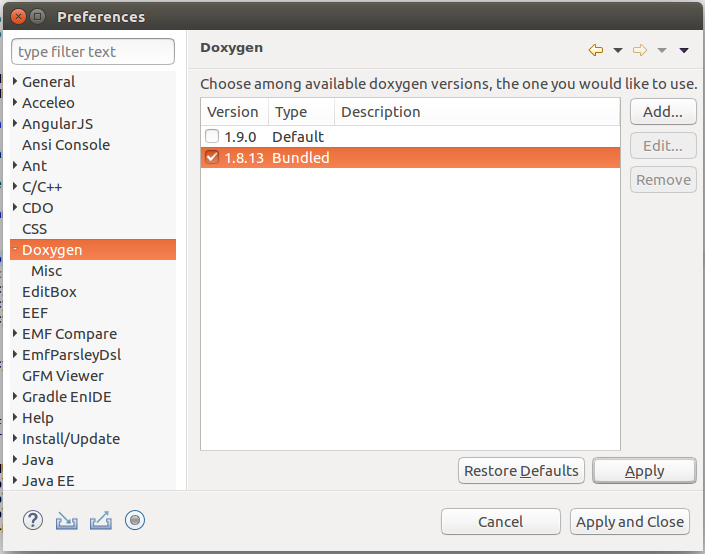 Preferences
type filter text
General
Acceleo
AngularJS
Ansi Console
Ant
C/C++
CDO
CSS
Doxygen
Misc
EditBox
EEF
EMF Compare
EmfParsleyDsl
GFM Viewer
Gradle EnIDE
Help
Install/Update
Java
Java EE
Doxygen
Choose among available doxygen versions, the one you would like to use.
Version Type Description
1.9.0 Default
1.8.13 Bundled
Add...
Edit...
Remove
Restore Defaults Apply
Cancel Apply and Close